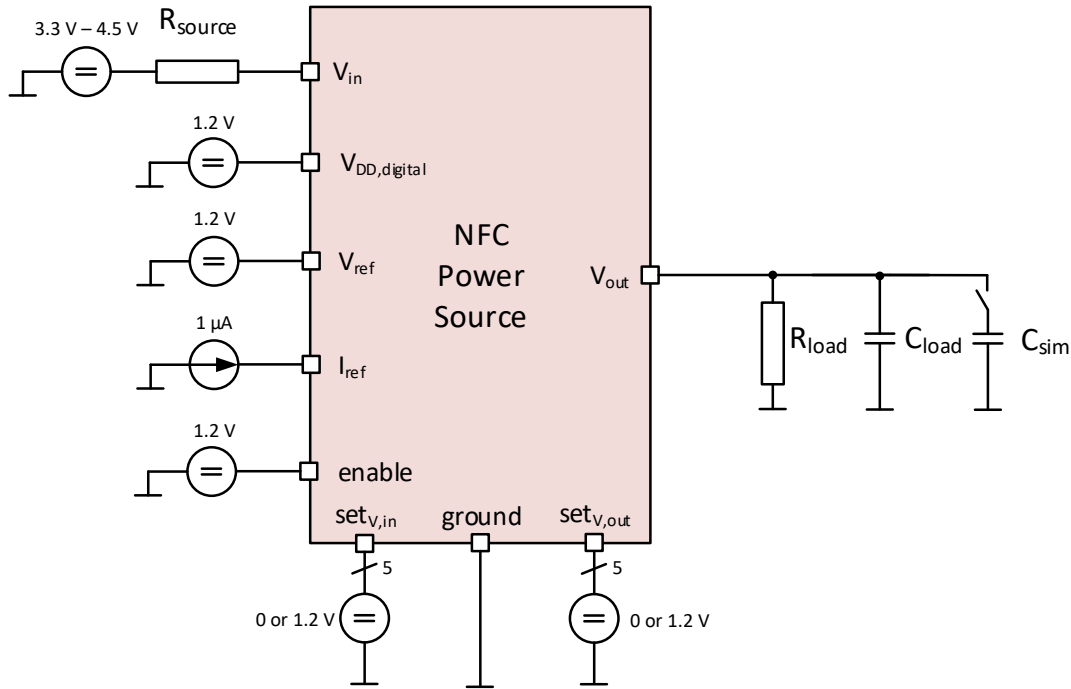 3.3 V – 4.5 V
R_source
V_in
1.2 V
V_DD,digital
1.2 V
V_ref
1 µA
I_ref
1.2 V
enable
NFC
Power
Source
V_out
R_load
C_load
C_sim
set_V,in
ground
set_V,out
5
5
0 or 1.2 V
0 or 1.2 V